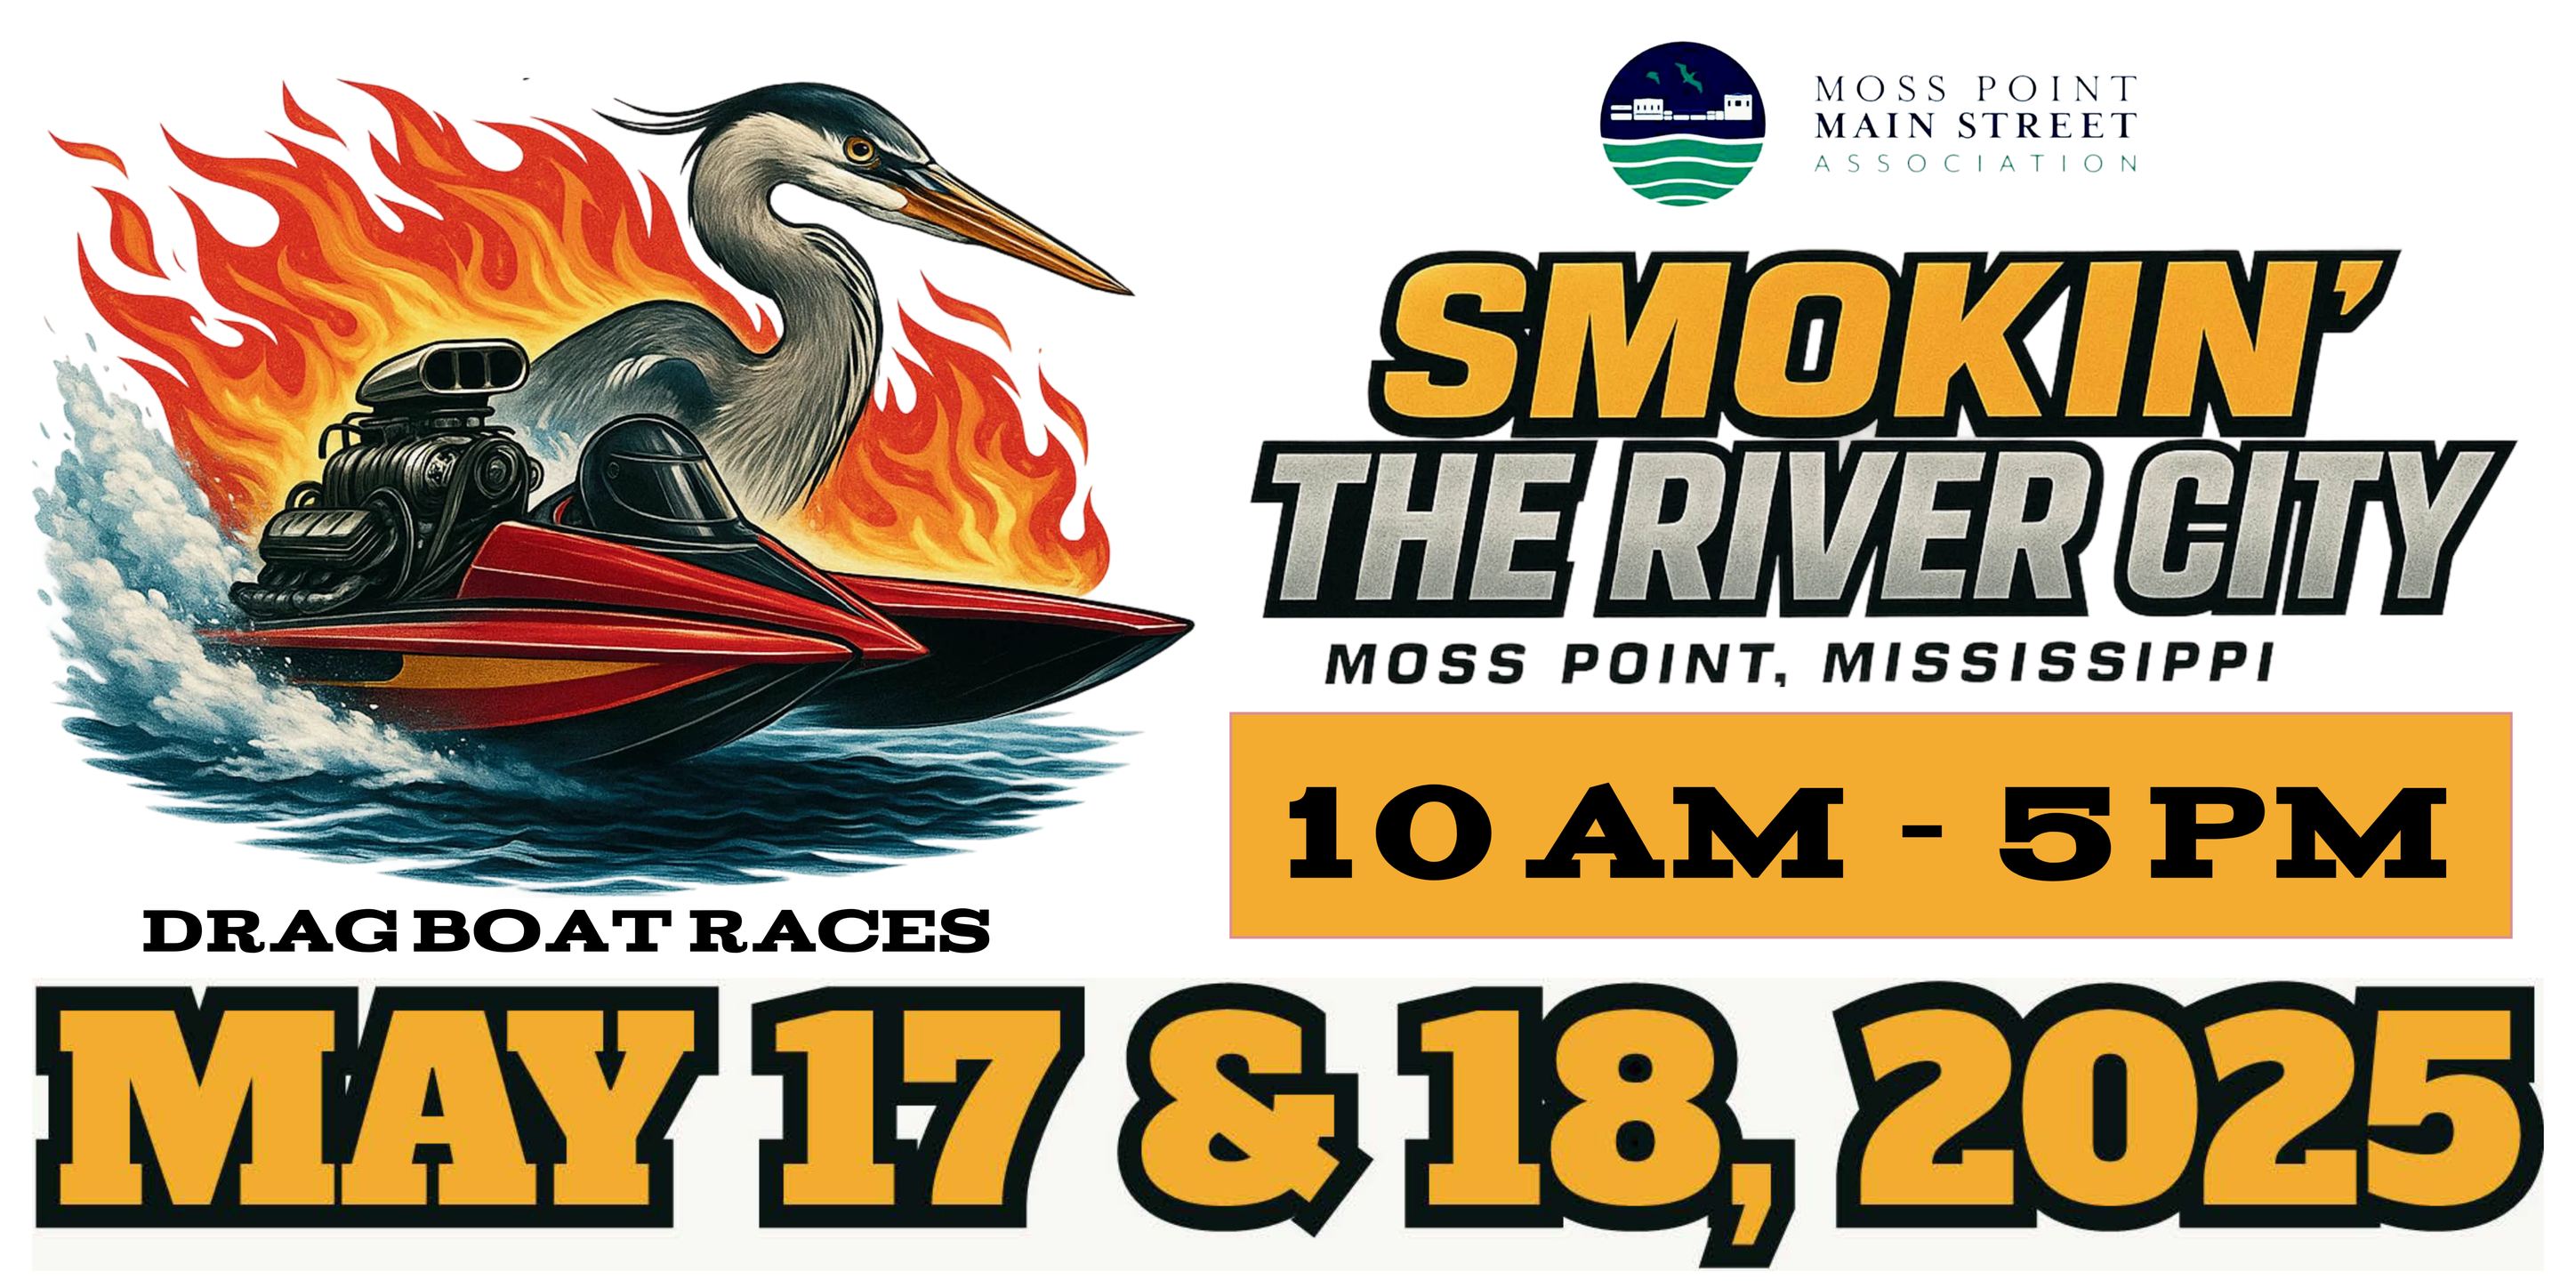 MOSS POINT
MAIN STREET
ASSOCIATION
SMOKIN'
THE RIVER CITY
MOSS POINT, MISSISSIPPI
10 AM - 5 PM
DRAG BOAT RACES
MAY 17 & 18, 2025